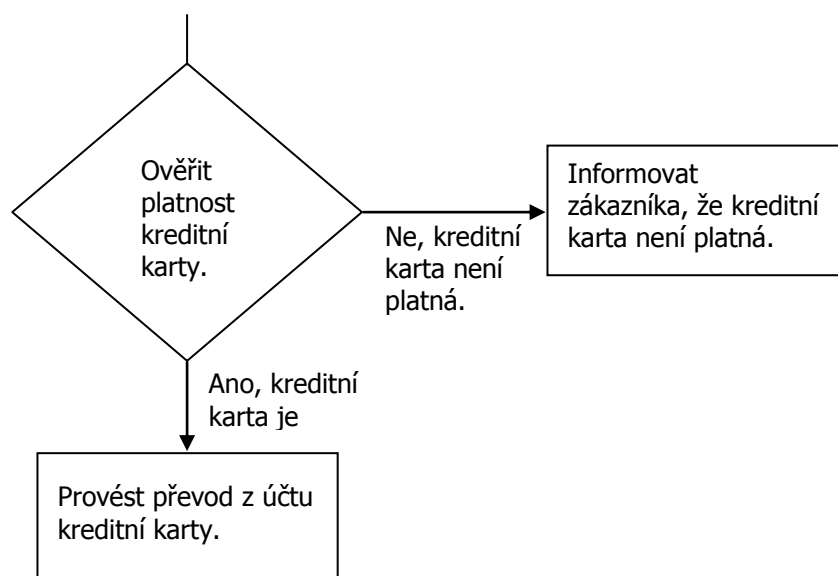 Ověřit
platnost
kreditní
karty.
Informovat
zákazníka, že kreditní
karta není platná.
Ne, kreditní
karta není
platná.
Ano, kreditní
karta je
Provést převod z účtu
kreditní karty.